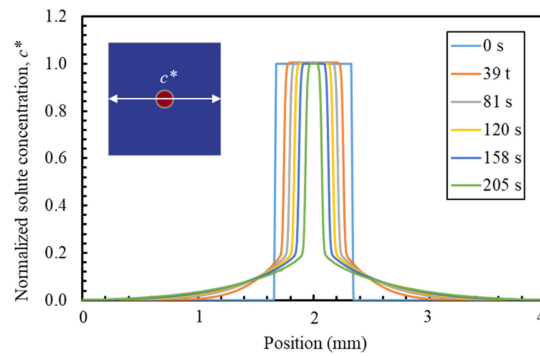 Normalized solute concentration, c*
1.2
1.0
0.8
0.6
0.4
0.2
0.0
c*
0 s
39 t
81 s
120 s
158 s
205 s
0
1
2
3
4
Position (mm)